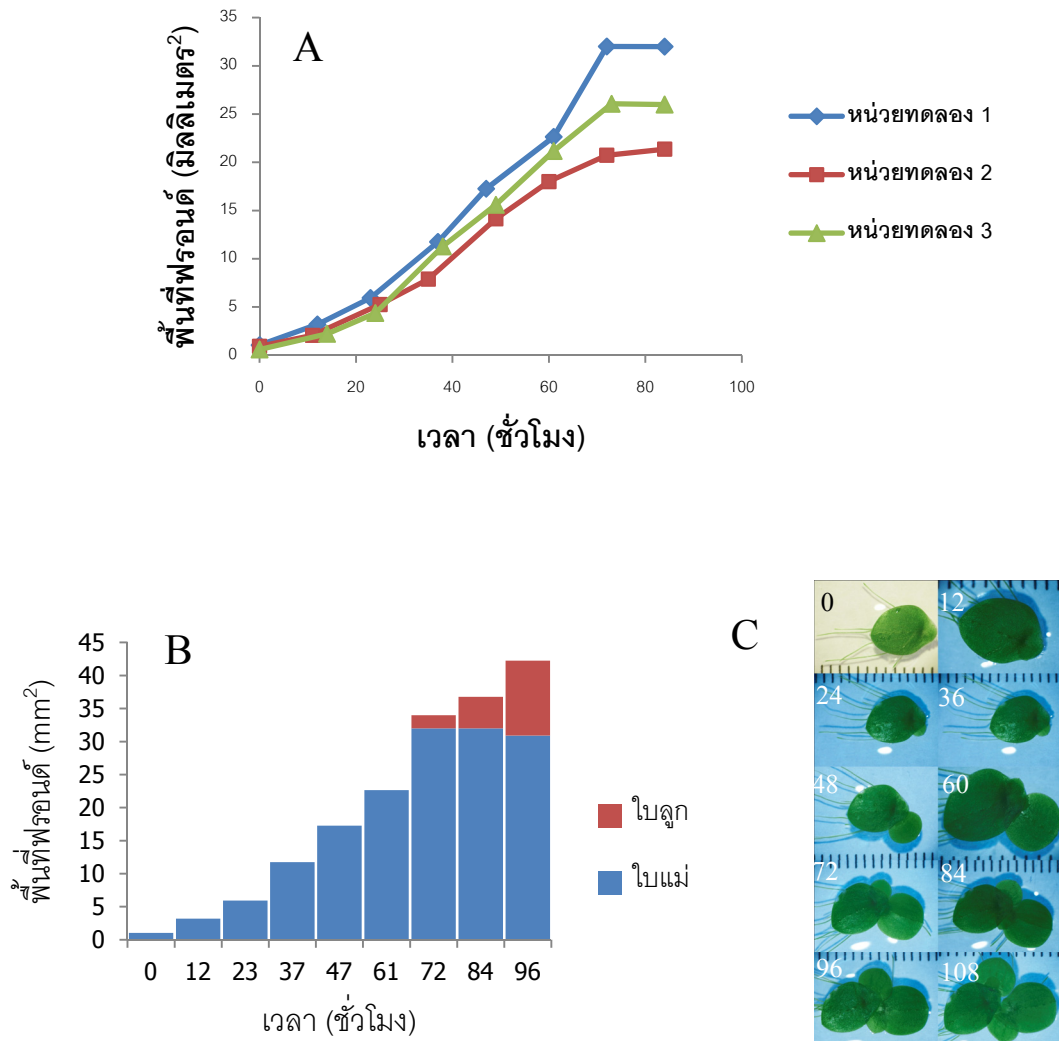 A
35
30
25
20
15
10
5
0
0 20 40 60 80 100
พื้นที่ฟรอนด์ (มิลลิเมตร²)
เวลา (ชั่วโมง)
หน่วยทดลอง 1
หน่วยทดลอง 2
หน่วยทดลอง 3
B
45
40
35
30
25
20
15
10
5
0
0 12 23 37 47 61 72 84 96
พื้นที่ฟรอนด์ (mm²)
เวลา (ชั่วโมง)
ใบลูก
ใบแม่
C
0 12
24 36
48 60
72 84
96 108